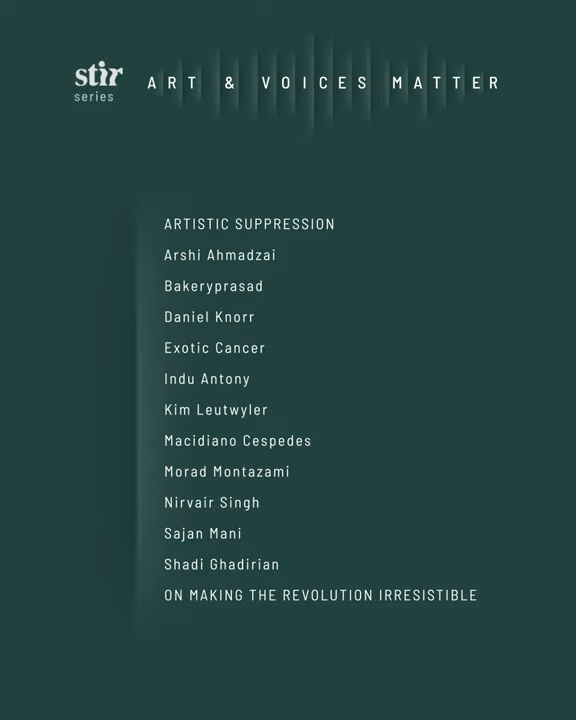 stir
series
ART & VOICES MATTER
ARTISTIC SUPPRESSION
Arshi Ahmadzai
Bakeryprasad
Daniel Knorr
Exotic Cancer
Indu Antony
Kim Leutwyler
Macidiano Cespedes
Morad Montazami
Nirvair Singh
Sajan Mani
Shadi Ghadirian
ON MAKING THE REVOLUTION IRRESISTIBLE